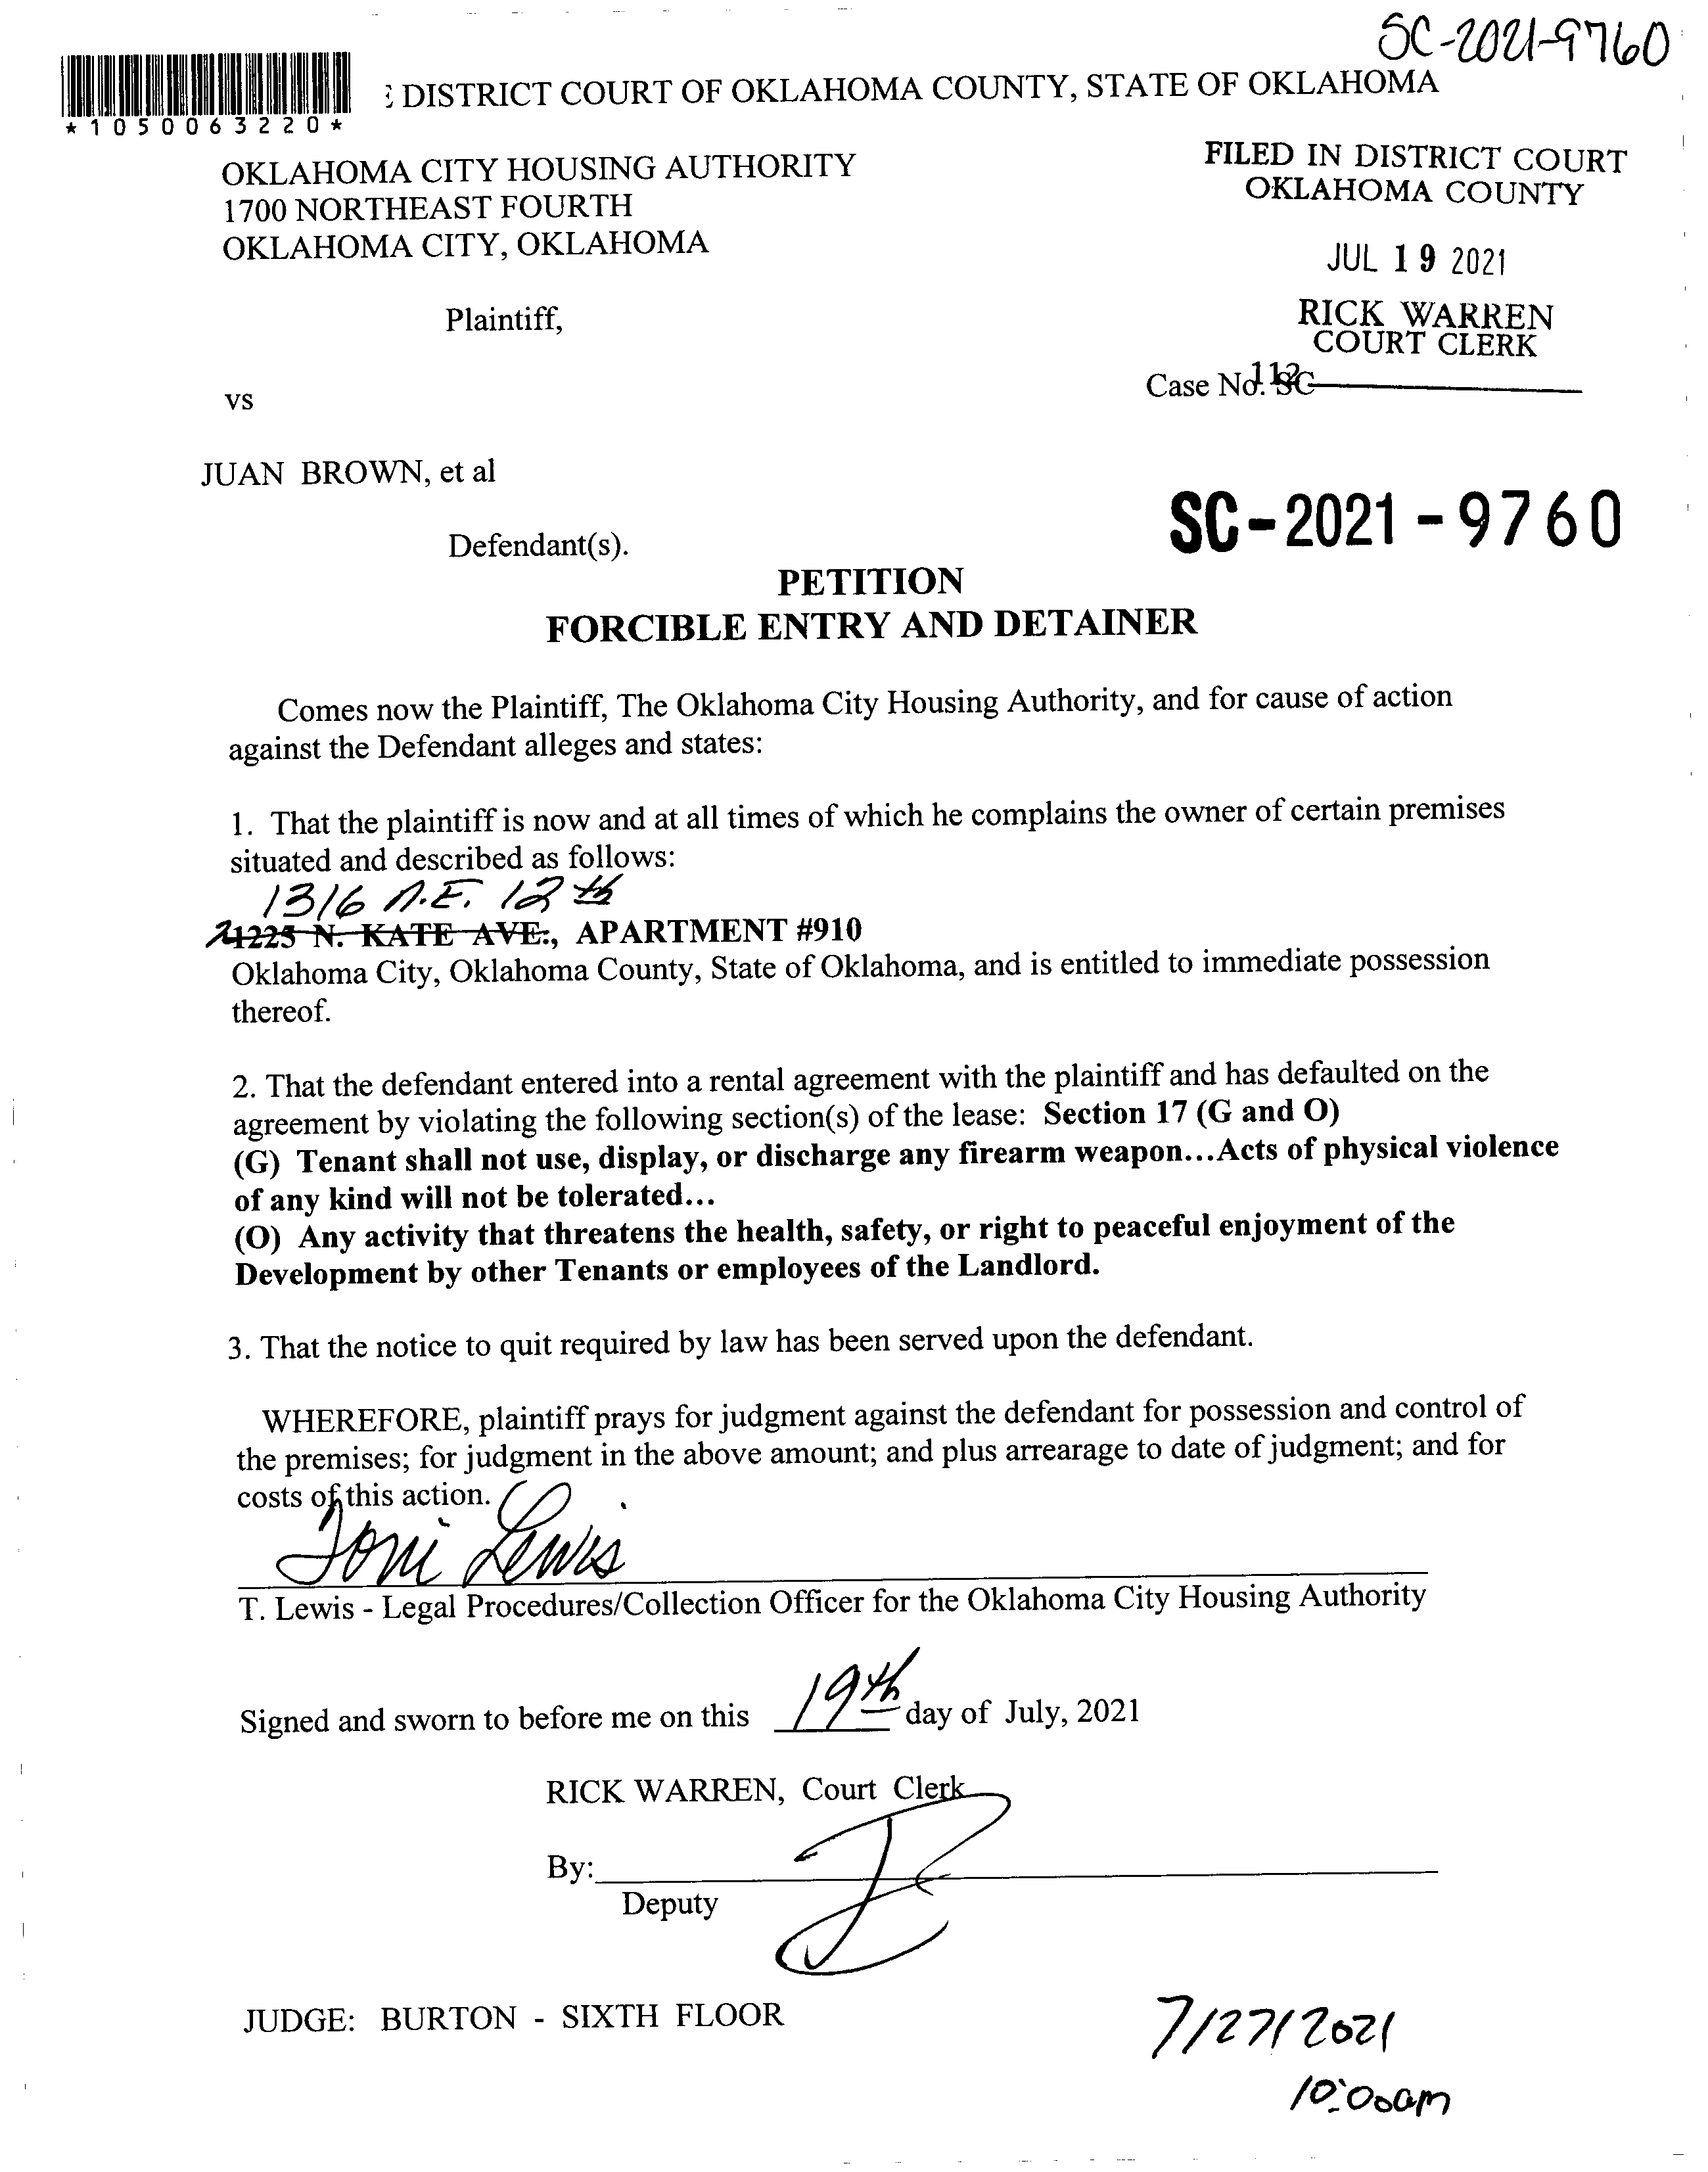 SC-2021-9760
DISTRICT COURT OF OKLAHOMA COUNTY, STATE OF OKLAHOMA
*1050063220*
OKLAHOMA CITY HOUSING AUTHORITY
1700 NORTHEAST FOURTH
OKLAHOMA CITY, OKLAHOMA
FILED IN DISTRICT COURT
OKLAHOMA COUNTY
JUL 19 2021
Plaintiff,
RICK WARREN
COURT CLERK
112
Case No. SC
vs
JUAN BROWN, et al
SC-2021-9760
Defendant(s).
PETITION
FORCIBLE ENTRY AND DETAINER
Comes now the Plaintiff, The Oklahoma City Housing Authority, and for cause of action
against the Defendant alleges and states:
1. That the plaintiff is now and at all times of which he complains the owner of certain premises
situated and described as follows:
1316 N.E. 12th
1225 N. KATE AVE., APARTMENT #910
Oklahoma City, Oklahoma County, State of Oklahoma, and is entitled to immediate possession
thereof.
2. That the defendant entered into a rental agreement with the plaintiff and has defaulted on the
agreement by violating the following section(s) of the lease: Section 17 (G and O)
(G) Tenant shall not use, display, or discharge any firearm weapon...Acts of physical violence
of any kind will not be tolerated...
(O) Any activity that threatens the health, safety, or right to peaceful enjoyment of the
Development by other Tenants or employees of the Landlord.
3. That the notice to quit required by law has been served upon the defendant.
WHEREFORE, plaintiff prays for judgment against the defendant for possession and control of
the premises; for judgment in the above amount; and plus arrearage to date of judgment; and for
costs of this action.
Toni Lewis
T. Lewis - Legal Procedures/Collection Officer for the Oklahoma City Housing Authority
Signed and sworn to before me on this 19th day of July, 2021
RICK WARREN, Court Clerk
By:
Deputy
JUDGE: BURTON - SIXTH FLOOR
7/27/2021
10:00am